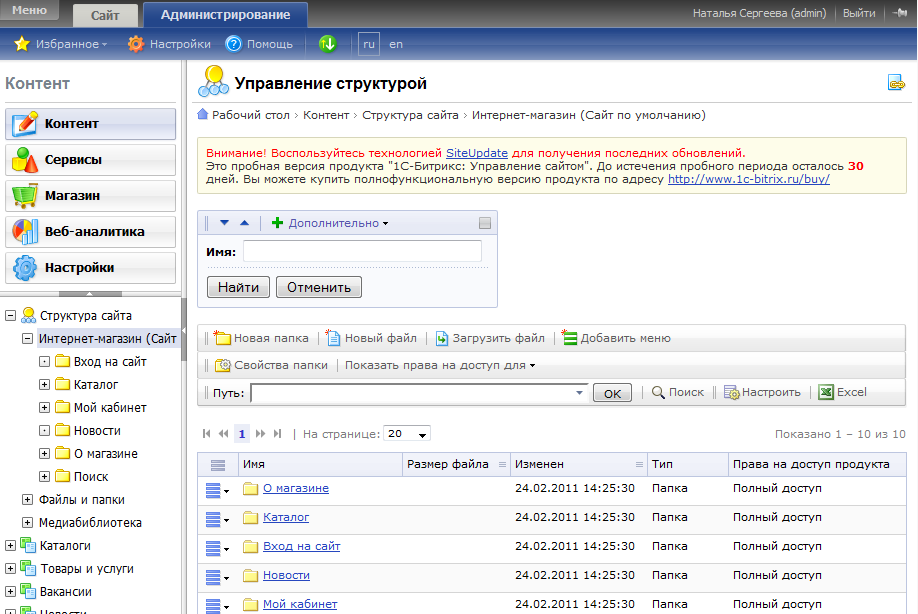 Меню
Сайт
Администрирование
Наталья Сергеева (admin)
Выйти
Избранное
Настройки
Помощь
ru
en
Контент
Контент
Сервисы
Магазин
Веб-аналитика
Настройки
Структура сайта
Интернет-магазин (Сайт
Вход на сайт
Каталог
Мой кабинет
Новости
О магазине
Поиск
Файлы и папки
Медиабиблиотека
Каталоги
Товары и услуги
Вакансии
Новости
Управление структурой
Рабочий стол › Контент › Структура сайта › Интернет-магазин (Сайт по умолчанию)
Внимание! Воспользуйтесь технологией SiteUpdate для получения последних обновлений.
Это пробная версия продукта "1С-Битрикс: Управление сайтом". До истечения пробного периода осталось 30
дней. Вы можете купить полнофункциональную версию продукта по адресу http://www.1c-bitrix.ru/buy/
Дополнительно
Имя:
Найти Отменить
Новая папка Новый файл Загрузить файл Добавить меню
Свойства папки Показать права на доступ для
Путь: OK Поиск Настроить Excel
1 | На странице: 20 Показано 1 – 10 из 10
Имя Размер файла Изменен Тип Права на доступ продукта
О магазине 24.02.2011 14:25:30 Папка Полный доступ
Каталог 24.02.2011 14:25:30 Папка Полный доступ
Вход на сайт 24.02.2011 14:25:30 Папка Полный доступ
Новости 24.02.2011 14:25:30 Папка Полный доступ
Мой кабинет 24.02.2011 14:25:30 Папка Полный доступ